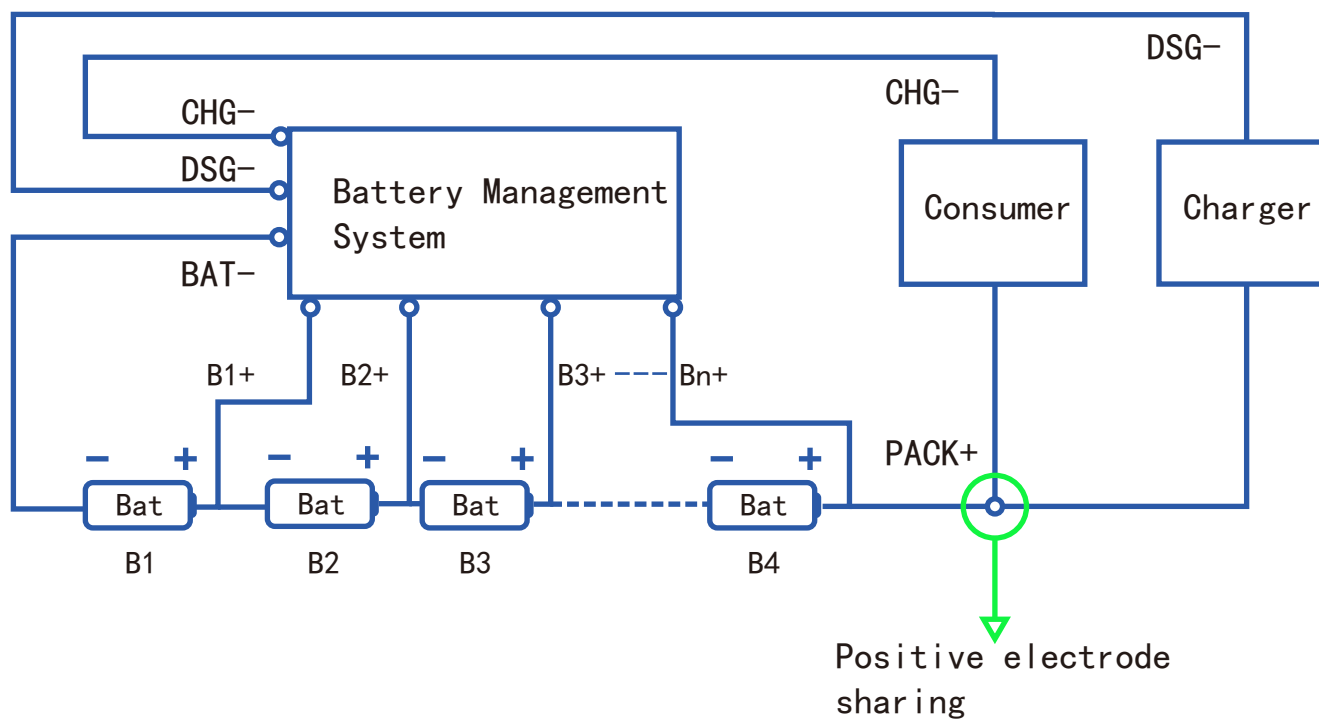 DSG-
CHG-
CHG-
DSG-
Battery Management
System
BAT-
Consumer
Charger
B1+
B2+
B3+
Bn+
PACK+
- +
- +
- +
- +
Bat
Bat
Bat
Bat
B1
B2
B3
B4
Positive electrode
sharing